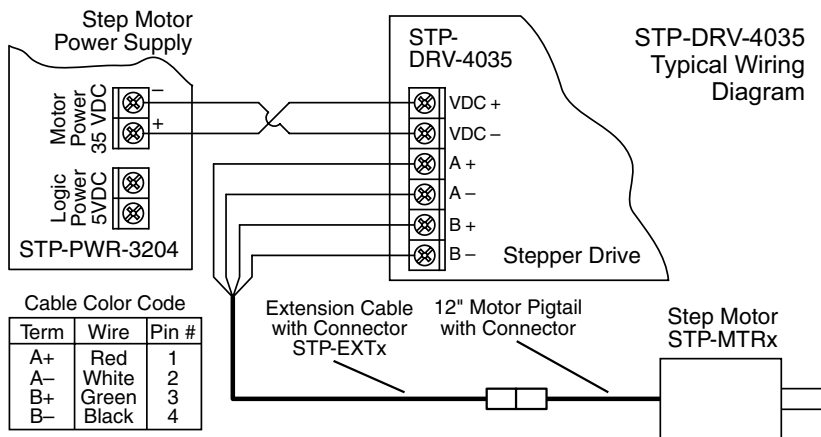 Step Motor
Power Supply
Motor
Power
35 VDC
–
+
Logic
Power
5VDC
STP-PWR-3204
STP-
DRV-4035
VDC +
VDC –
A +
A –
B +
B –
Stepper Drive
STP-DRV-4035
Typical Wiring
Diagram
Cable Color Code
Term Wire Pin #
A+ Red 1
A– White 2
B+ Green 3
B– Black 4
Extension Cable
with Connector
STP-EXTx
12" Motor Pigtail
with Connector
Step Motor
STP-MTRx